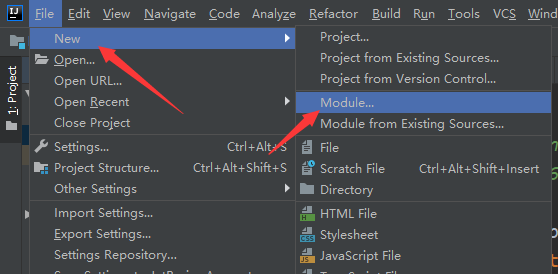 IJ File Edit View Navigate Code Analyze Refactor Build Run Tools VCS
1: Project
New
Open...
Open URL...
Open Recent
Close Project
Settings... Ctrl+Alt+S
Project Structure... Ctrl+Alt+Shift+S
Other Settings
Import Settings...
Export Settings...
Settings Repository...
Project...
Project from Existing Sources...
Project from Version Control...
Module...
Module from Existing Sources...
File
Scratch File Ctrl+Alt+Shift+Insert
Directory
HTML File
CSS Stylesheet
JS JavaScript File